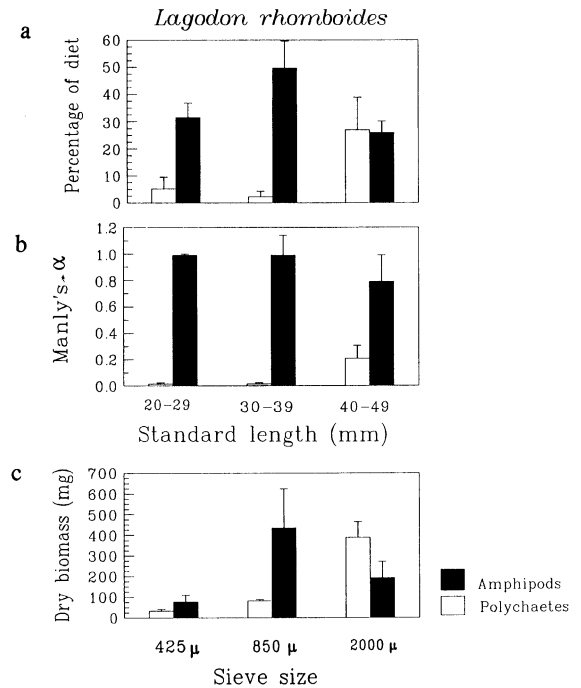 Lagodon rhomboides
a
Percentage of diet
60
50
40
30
20
10
0
b
Manly's-α
1.2
1.0
0.8
0.6
0.4
0.2
0.0
20-29 30-39 40-49
Standard length (mm)
c
Dry biomass (mg)
700
600
500
400
300
200
100
0
425 μ 850 μ 2000 μ
Sieve size
Amphipods
Polychaetes